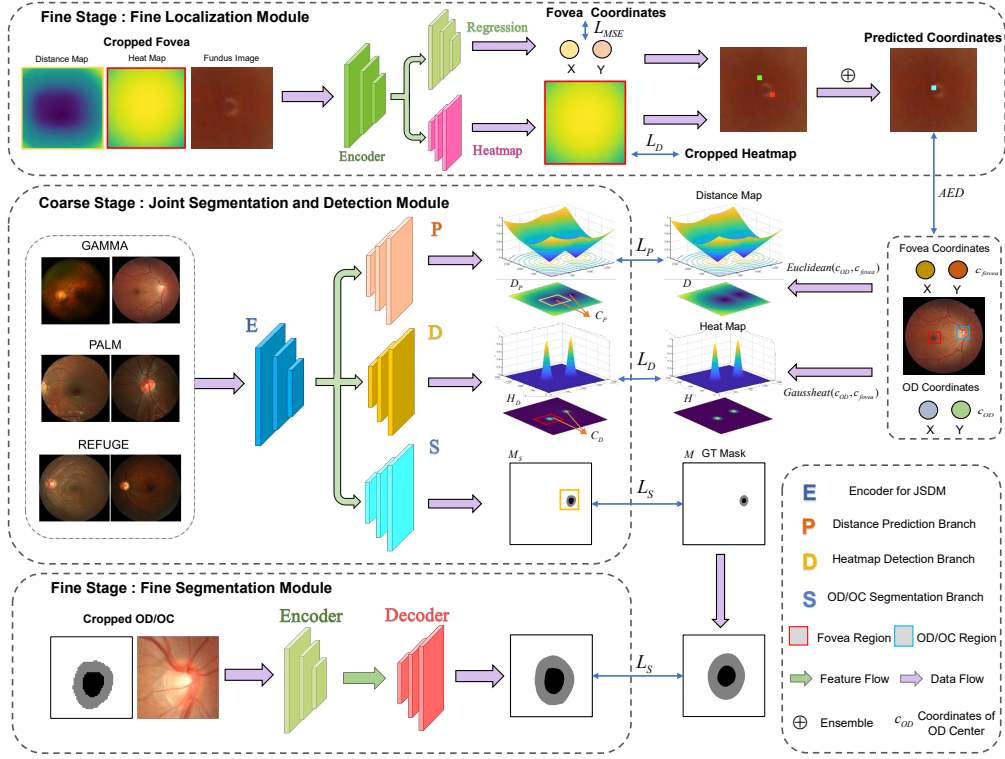 Fine Stage : Fine Localization Module
Cropped Fovea
Distance Map
Heat Map
Fundus Image
Encoder
Regression
Heatmap
Fovea Coordinates
L_MSE
X
Y
L_D
Cropped Heatmap
Predicted Coordinates
AED
Coarse Stage : Joint Segmentation and Detection Module
GAMMA
PALM
REFUGE
E
P
D
S
D_P
C_P
H_D
C_D
M_S
L_P
L_D
L_S
Distance Map
D
Heat Map
H
M
GT Mask
Euclidean(c_OD, c_fovea)
Gaussheat(c_OD, c_fovea)
Fovea Coordinates
c_fovea
X
Y
OD Coordinates
c_OD
X
Y
Fine Stage : Fine Segmentation Module
Cropped OD/OC
Encoder
Decoder
L_S
E
Encoder for JSDM
P
Distance Prediction Branch
D
Heatmap Detection Branch
S
OD/OC Segmentation Branch
Fovea Region
OD/OC Region
Feature Flow
Data Flow
⊕
Ensemble
c_OD
Coordinates of
OD Center